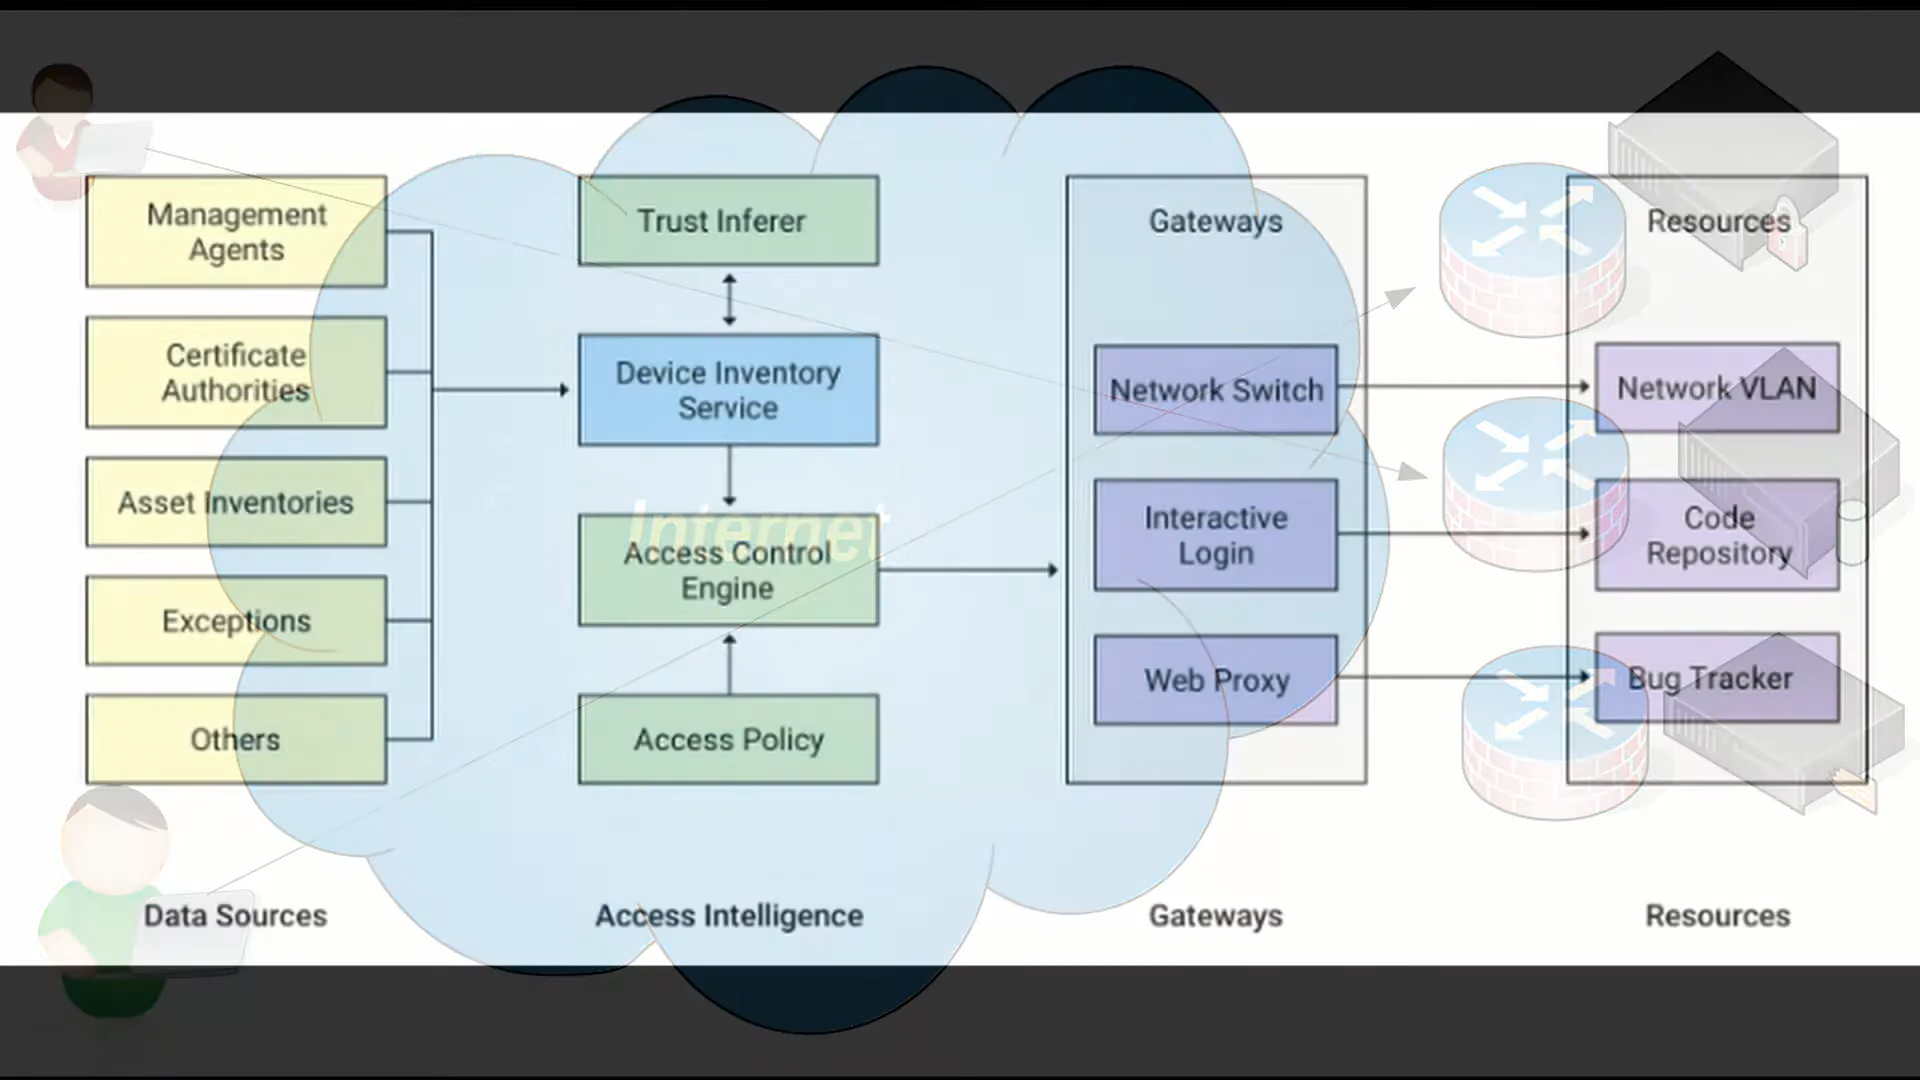 Management
Agents
Certificate
Authorities
Asset Inventories
Exceptions
Others
Data Sources
Trust Inferer
Device Inventory
Service
Internet
Access Control
Engine
Access Policy
Access Intelligence
Gateways
Network Switch
Interactive
Login
Web Proxy
Gateways
Resources
Network VLAN
Code
Repository
Bug Tracker
Resources